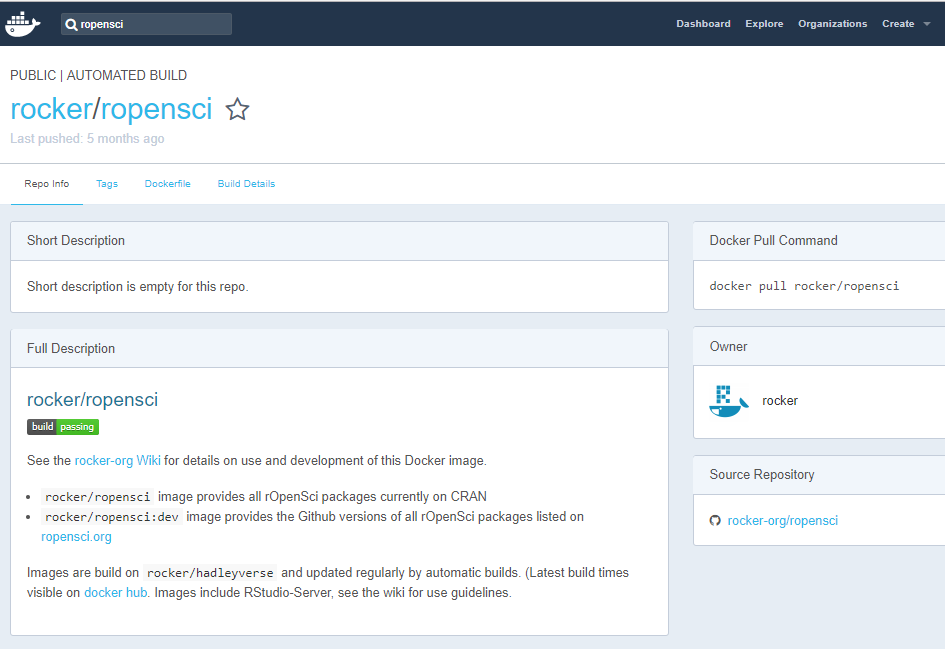 ropensci
Dashboard Explore Organizations Create
PUBLIC | AUTOMATED BUILD
rocker/ropensci
Last pushed: 5 months ago
Repo Info Tags Dockerfile Build Details
Short Description
Short description is empty for this repo.
Full Description
rocker/ropensci
build passing
See the rocker-org Wiki for details on use and development of this Docker image.
• rocker/ropensci image provides all rOpenSci packages currently on CRAN
• rocker/ropensci:dev image provides the Github versions of all rOpenSci packages listed on
ropensci.org
Images are build on rocker/hadleyverse and updated regularly by automatic builds. (Latest build times
visible on docker hub. Images include RStudio-Server, see the wiki for use guidelines.
Docker Pull Command
docker pull rocker/ropensci
Owner
rocker
Source Repository
rocker-org/ropensci